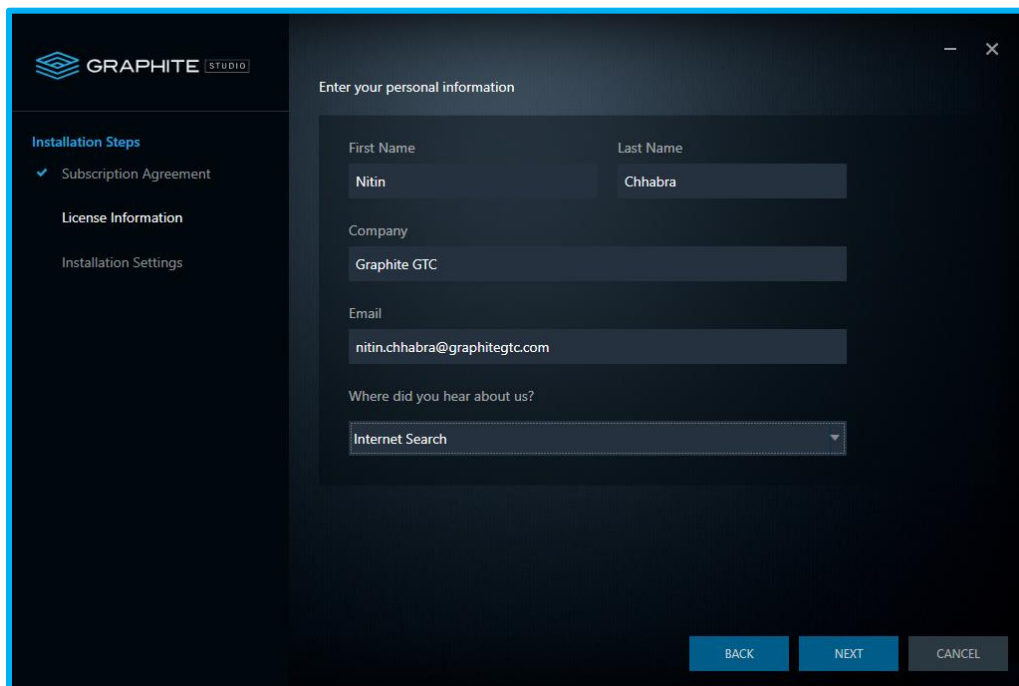 GRAPHITE STUDIO
Installation Steps
Subscription Agreement
License Information
Installation Settings
Enter your personal information
First Name Last Name
Nitin Chhabra
Company
Graphite GTC
Email
nitin.chhabra@graphitegtc.com
Where did you hear about us?
Internet Search
BACK NEXT CANCEL